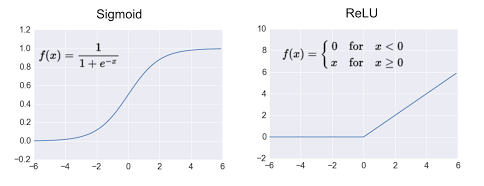 Sigmoid
1.2
f(x) = 1 / (1 + e^{-x})
1.0
0.8
0.6
0.4
0.2
0.0
−0.2
−6 −4 −2 0 2 4 6
ReLU
10
f(x) = { 0 for x < 0
x for x ≥ 0
8
6
4
2
0
−2
−6 −4 −2 0 2 4 6